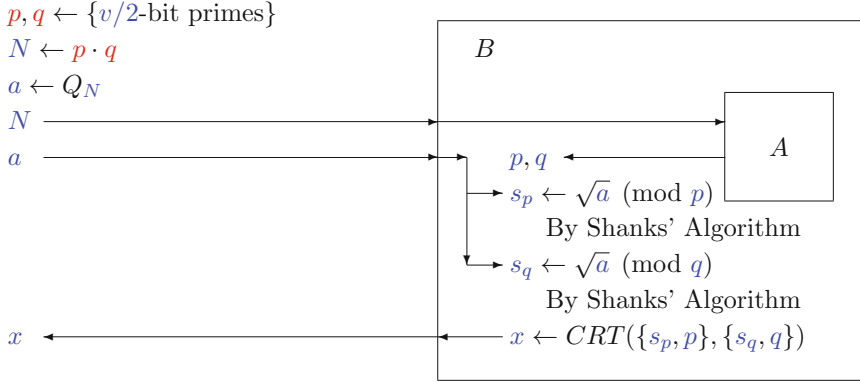 p, q ← {v/2-bit primes}
N ← p · q
a ← Q_N
B
N
A
a
p, q
s_p ← √a (mod p)
By Shanks' Algorithm
s_q ← √a (mod q)
By Shanks' Algorithm
x
x ← CRT({s_p, p}, {s_q, q})